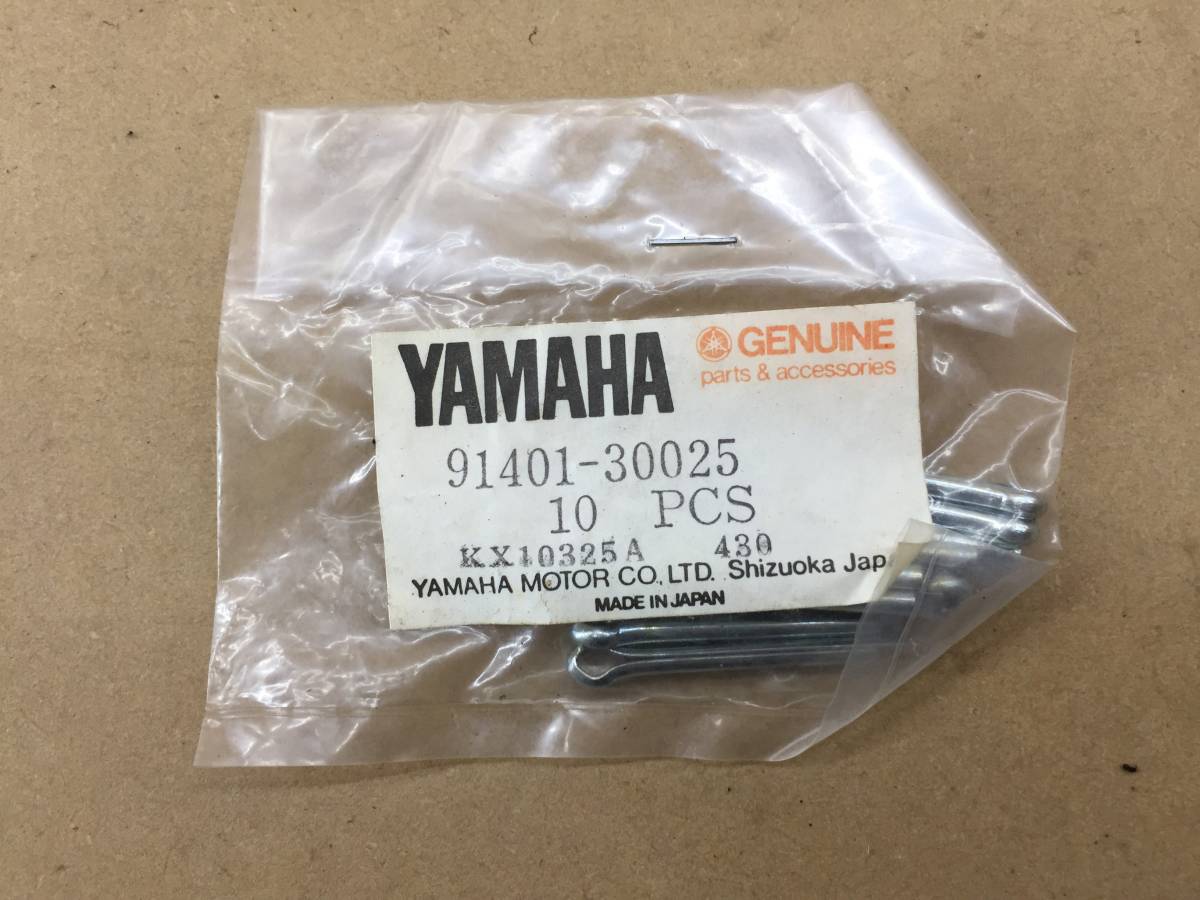 YAMAHA
GENUINE
parts & accessories
91401-30025
10 PCS
KX10325A 430
YAMAHA MOTOR CO., LTD. Shizuoka Jap.
MADE IN JAPAN